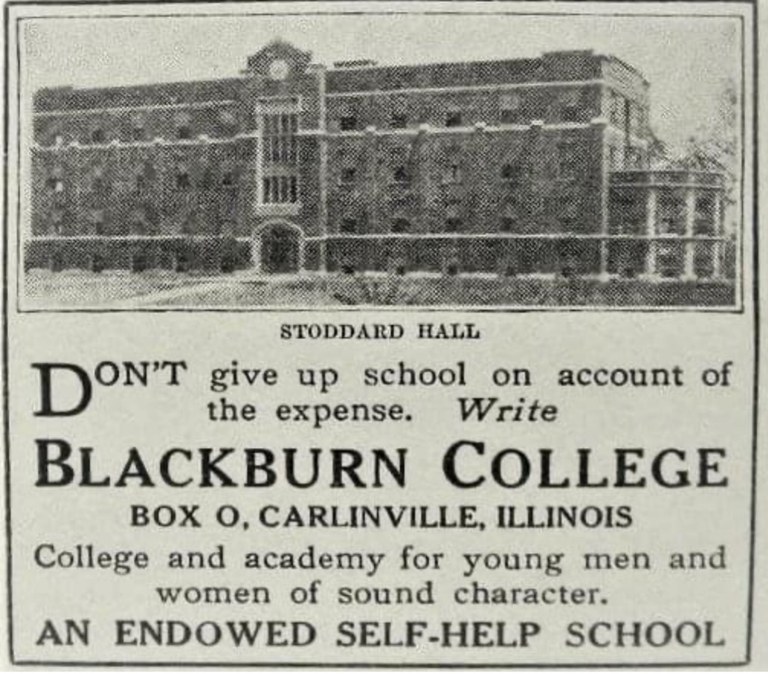 STODDARD HALL
DON'T give up school on account of
the expense. Write
BLACKBURN COLLEGE
BOX O, CARLINVILLE, ILLINOIS
College and academy for young men and
women of sound character.
AN ENDOWED SELF-HELP SCHOOL